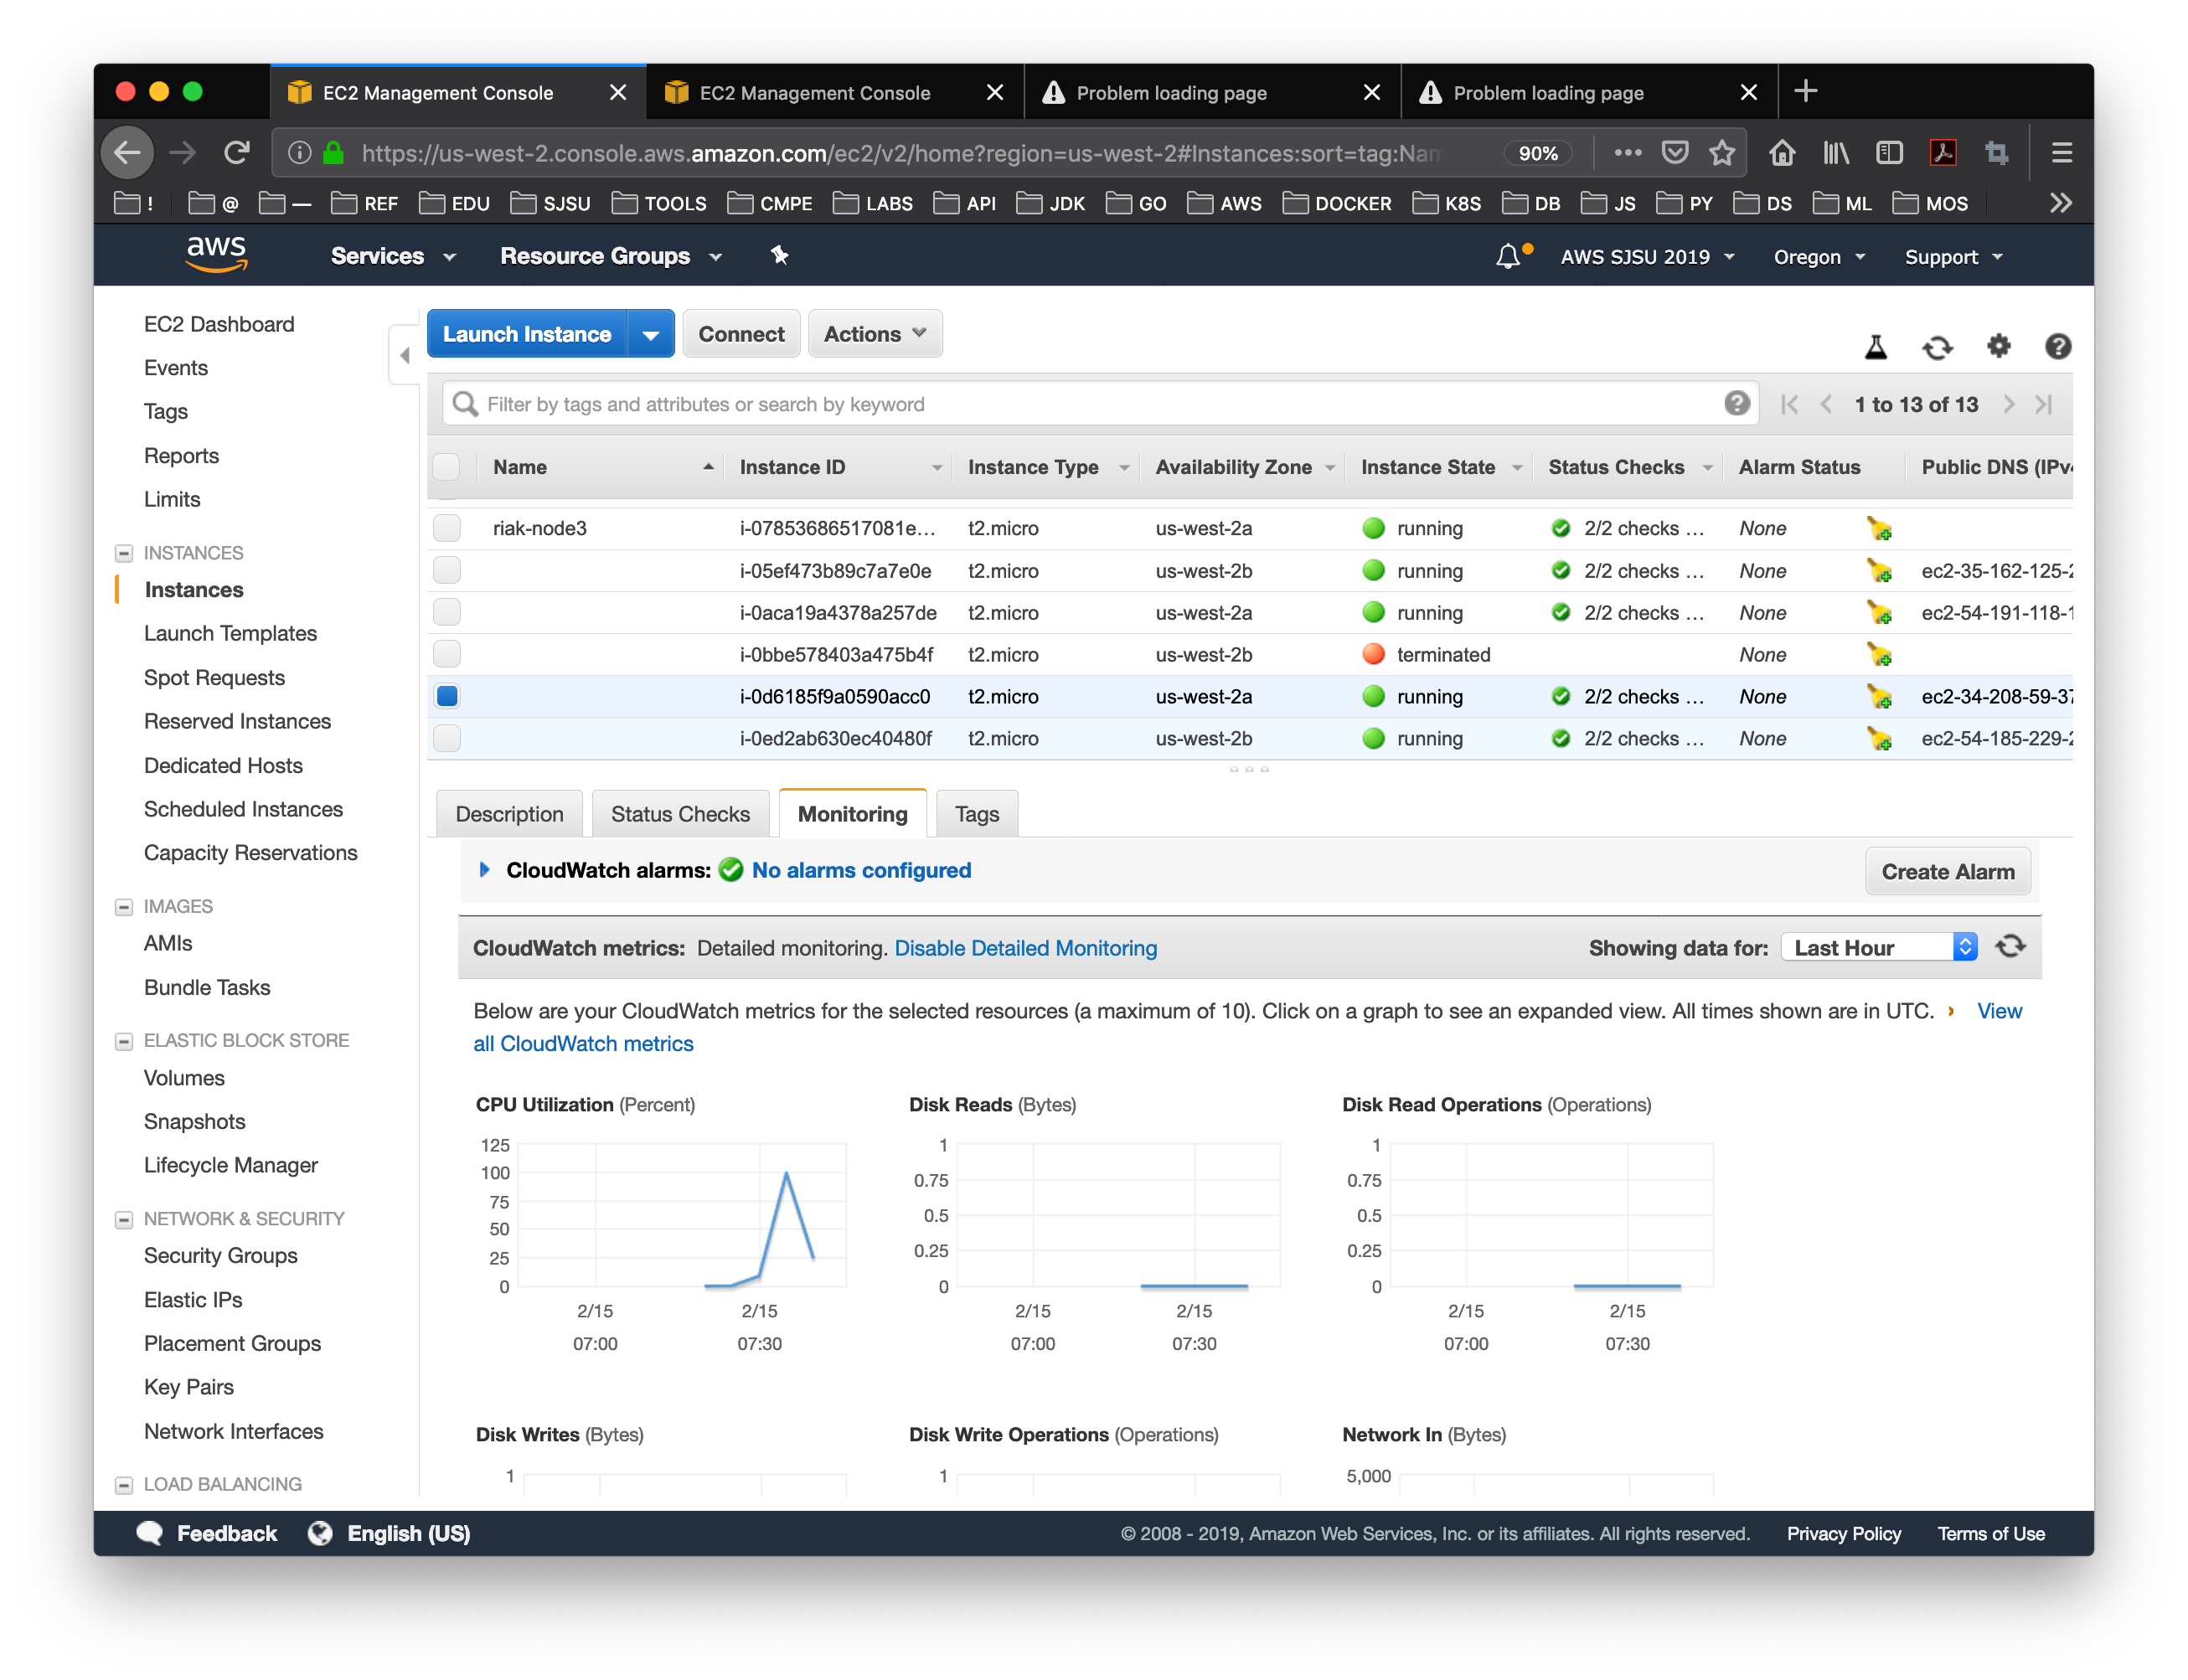 EC2 Management Console
EC2 Management Console
Problem loading page
Problem loading page
https://us-west-2.console.aws.amazon.com/ec2/v2/home?region=us-west-2#Instances:sort=tag:Nam
90%
! @ — REF EDU SJSU TOOLS CMPE LABS API JDK GO AWS DOCKER K8S DB JS PY DS ML MOS
aws Services Resource Groups AWS SJSU 2019 Oregon Support
EC2 Dashboard
Events
Tags
Reports
Limits
INSTANCES
Instances
Launch Templates
Spot Requests
Reserved Instances
Dedicated Hosts
Scheduled Instances
Capacity Reservations
IMAGES
AMIs
Bundle Tasks
ELASTIC BLOCK STORE
Volumes
Snapshots
Lifecycle Manager
NETWORK & SECURITY
Security Groups
Elastic IPs
Placement Groups
Key Pairs
Network Interfaces
LOAD BALANCING
Launch Instance Connect Actions
Filter by tags and attributes or search by keyword
1 to 13 of 13
Name Instance ID Instance Type Availability Zone Instance State Status Checks Alarm Status Public DNS (IPv4
riak-node3 i-07853686517081e... t2.micro us-west-2a running 2/2 checks ... None
i-05ef473b89c7a7e0e t2.micro us-west-2b running 2/2 checks ... None ec2-35-162-125-2
i-0aca19a4378a257de t2.micro us-west-2a running 2/2 checks ... None ec2-54-191-118-1
i-0bbe578403a475b4f t2.micro us-west-2b terminated None
i-0d6185f9a0590acc0 t2.micro us-west-2a running 2/2 checks ... None ec2-34-208-59-37
i-0ed2ab630ec40480f t2.micro us-west-2b running 2/2 checks ... None ec2-54-185-229-2
Description Status Checks Monitoring Tags
CloudWatch alarms: No alarms configured
Create Alarm
CloudWatch metrics: Detailed monitoring. Disable Detailed Monitoring
Showing data for: Last Hour
Below are your CloudWatch metrics for the selected resources (a maximum of 10). Click on a graph to see an expanded view. All times shown are in UTC. View
all CloudWatch metrics
CPU Utilization (Percent)
125
100
75
50
25
0
2/15 2/15
07:00 07:30
Disk Reads (Bytes)
1
0.75
0.5
0.25
0
2/15 2/15
07:00 07:30
Disk Read Operations (Operations)
1
0.75
0.5
0.25
0
2/15 2/15
07:00 07:30
Disk Writes (Bytes)
1
Disk Write Operations (Operations)
1
Network In (Bytes)
5,000
Feedback English (US)
© 2008 - 2019, Amazon Web Services, Inc. or its affiliates. All rights reserved. Privacy Policy Terms of Use